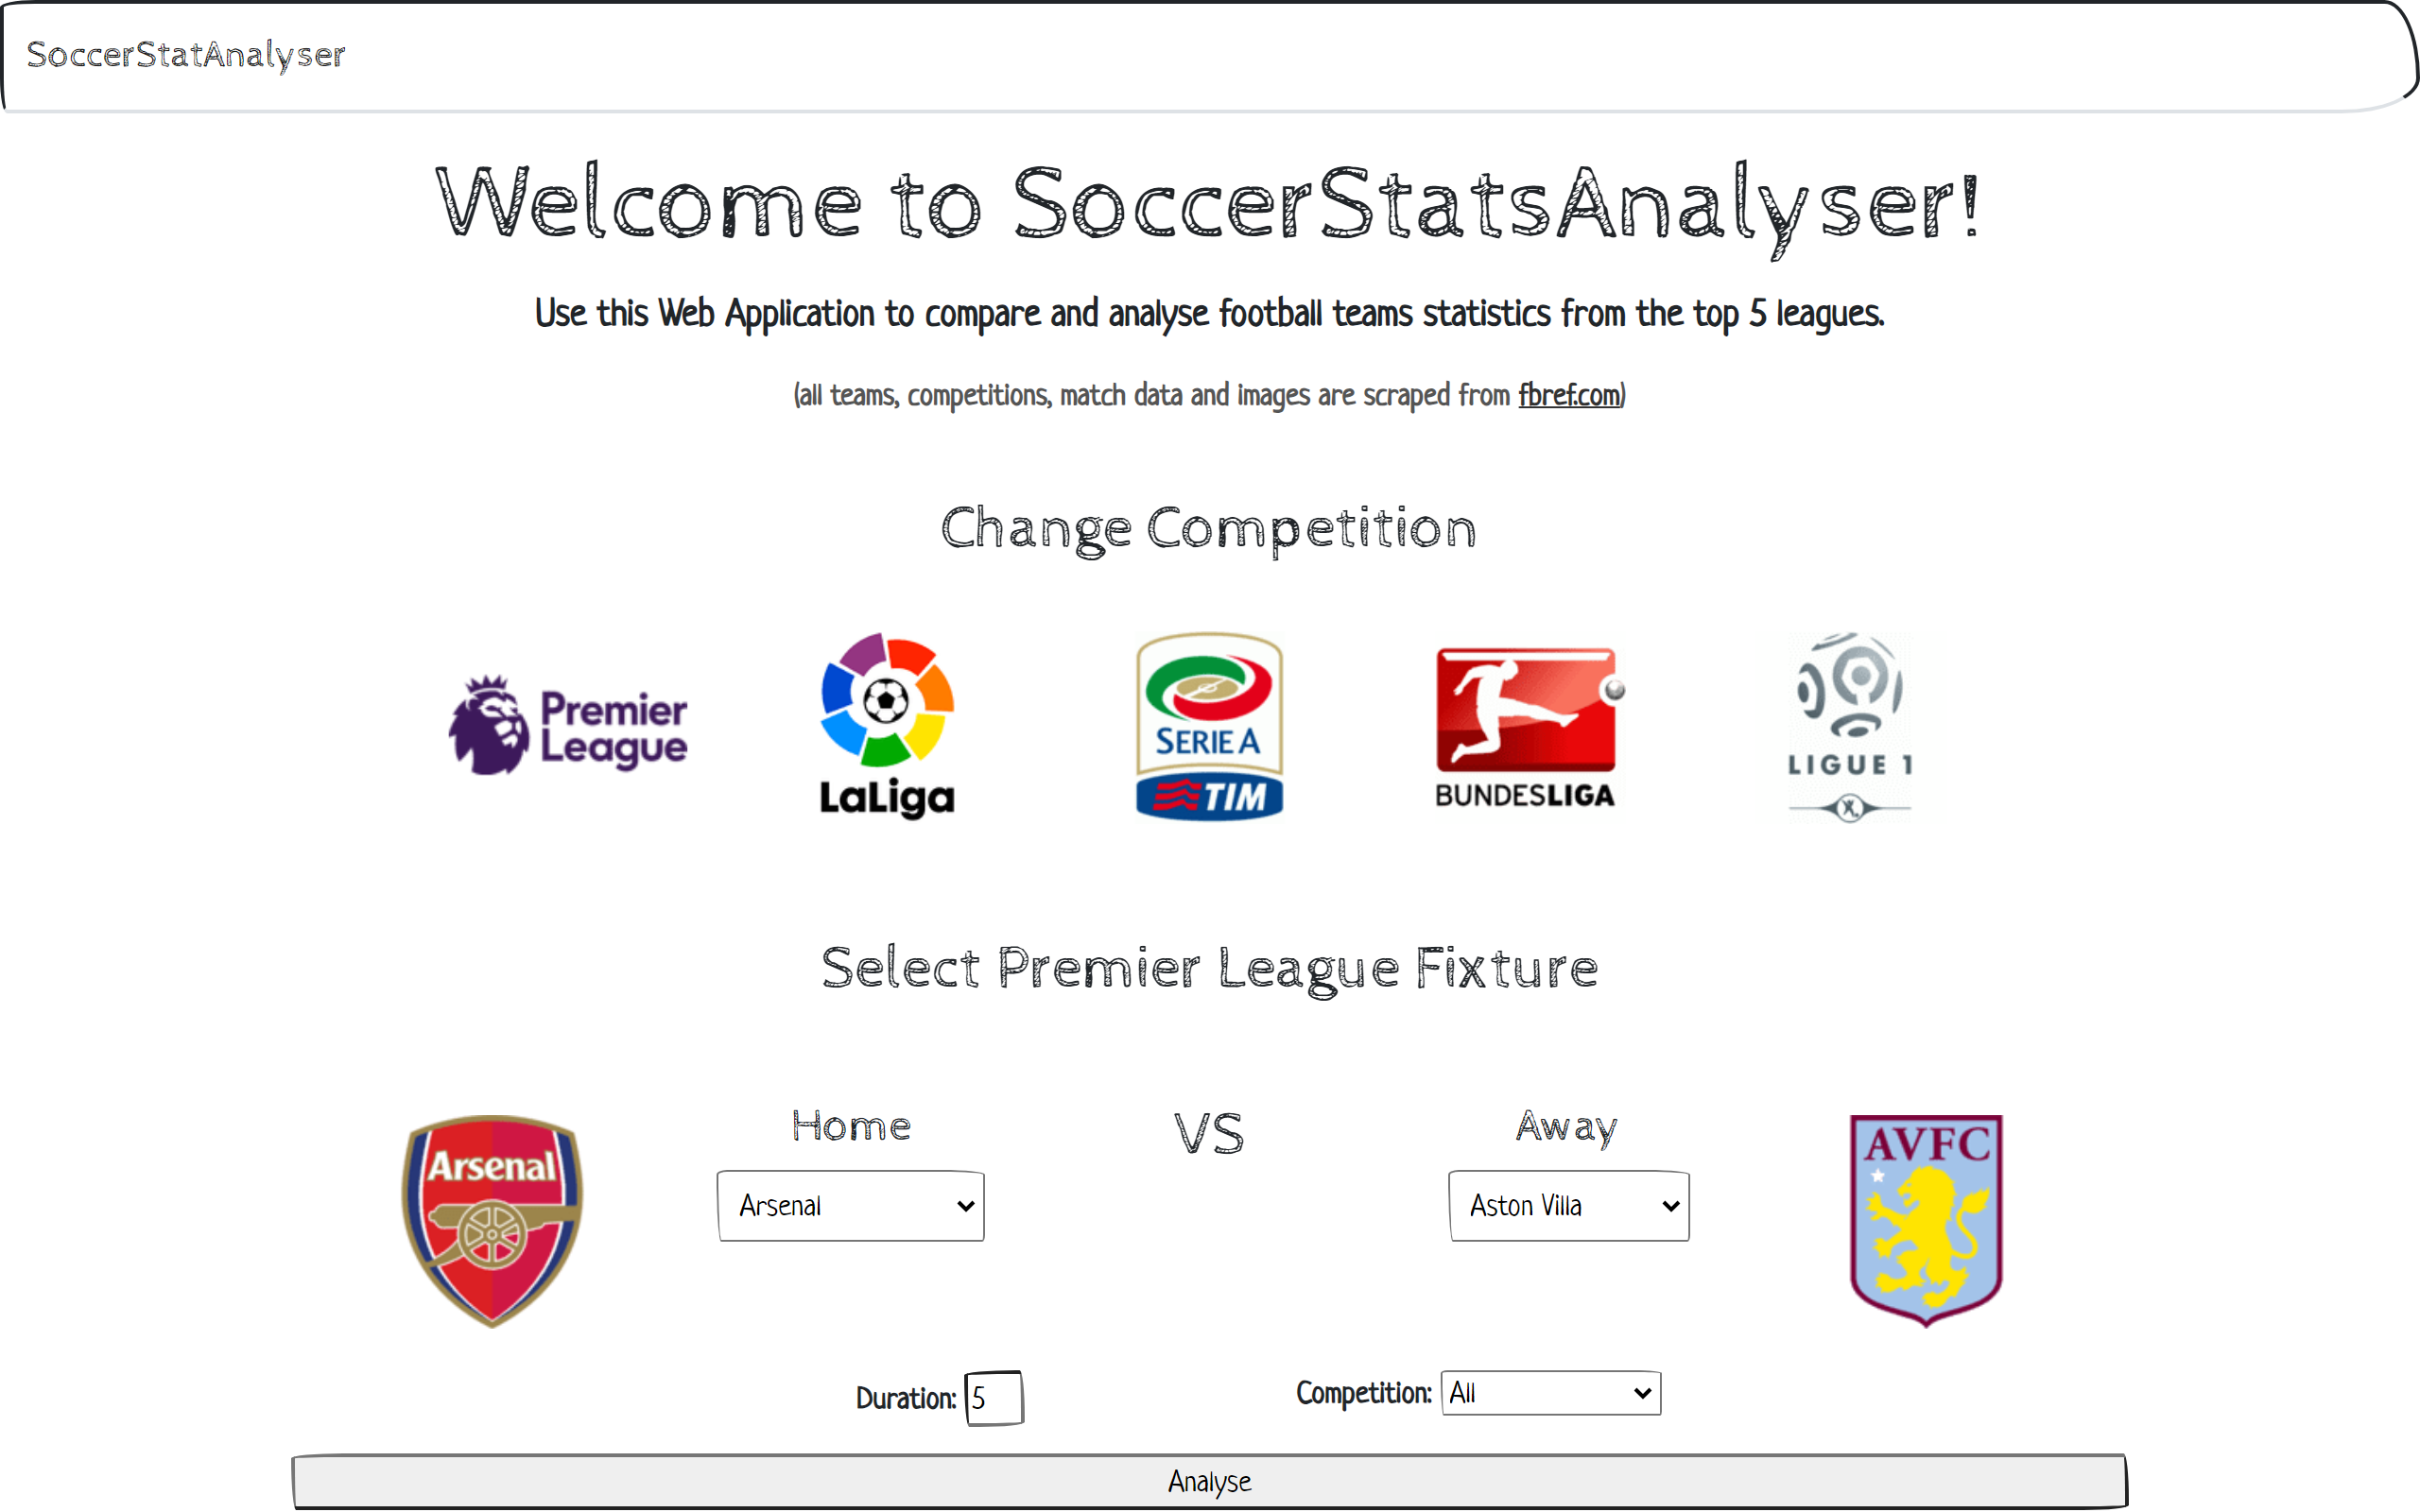 SoccerStatAnalyser
Welcome to SoccerStatsAnalyser!
Use this Web Application to compare and analyse football teams statistics from the top 5 leagues.
(all teams, competitions, match data and images are scraped from fbref.com)
Change Competition
Premier
League
LaLiga
SERIE A
TIM
BUNDESLIGA
LIGUE 1
Select Premier League Fixture
Arsenal
Home
Arsenal
VS
Away
Aston Villa
AVFC
Duration: 5
Competition: All
Analyse